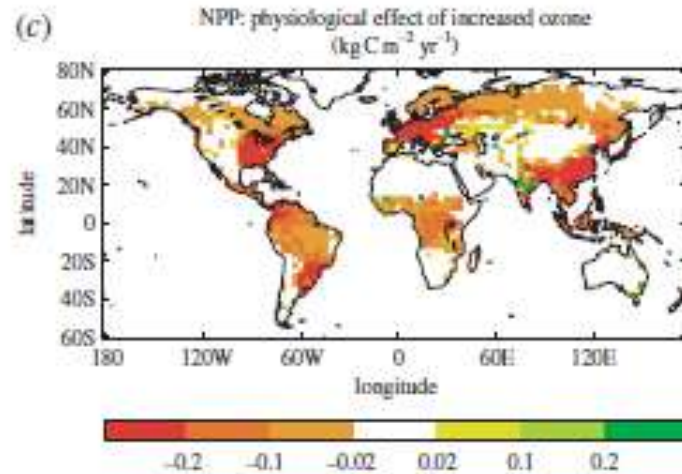 (c)
NPP: physiological effect of increased ozone
(kg C m⁻² yr⁻¹)
80N
60N
40N
20N
0
20S
40S
60S
latitude
180 120W 60W 0 60E 120E
longitude
−0.2 −0.1 −0.02 0.02 0.1 0.2